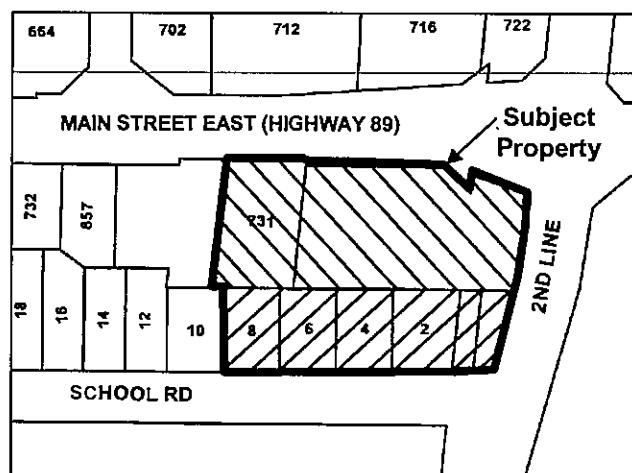 664 702 712 716 722
MAIN STREET EAST (HIGHWAY 89)
Subject
Property
732 857 731
2ND LINE
18 16 14 12 10 8 6 4 2
SCHOOL RD